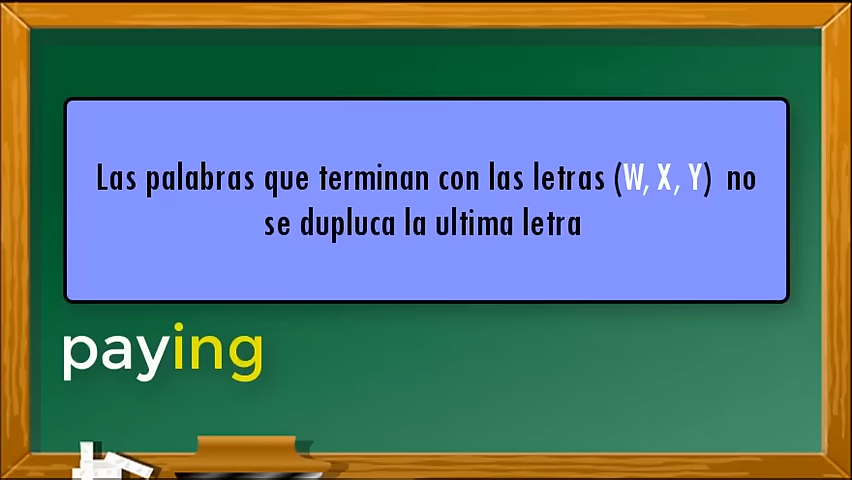 Las palabras que terminan con las letras (W, X, Y) no
se dupluca la ultima letra
paying